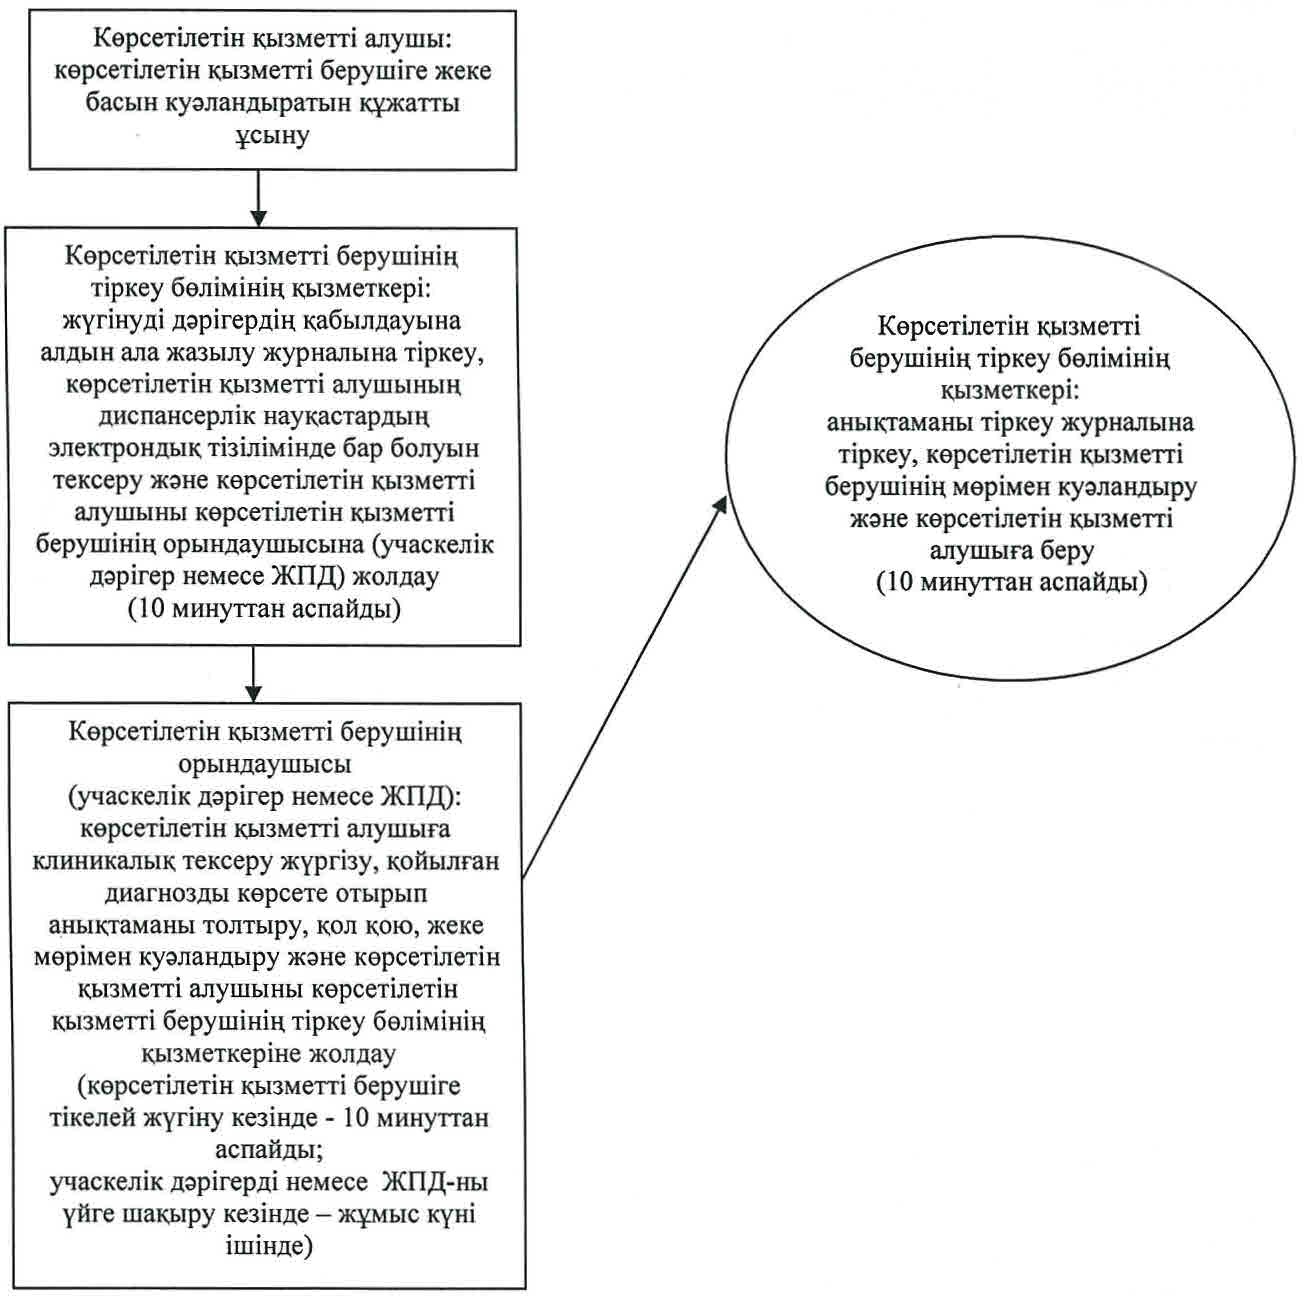 Көрсетілетін қызметті алушы:
көрсетілетін қызметті берушіге жеке
басын куәландыратын құжатты
ұсыну
Көрсетілетін қызметті берушінің
тіркеу бөлімінің қызметкері:
жүгінуді дәрігердің қабылдауына
алдын ала жазылу журналына тіркеу,
көрсетілетін қызметті алушының
диспансерлік науқастардың
электрондық тізілімінде бар болуын
тексеру және көрсетілетін қызметті
алушыны көрсетілетін қызметті
берушінің орындаушысына (учаскелік
дәрігер немесе ЖПД) жолдау
(10 минуттан аспайды)
Көрсетілетін қызметті берушінің
орындаушысы
(учаскелік дәрігер немесе ЖПД):
көрсетілетін қызметті алушыға
клиникалық тексеру жүргізу, қойылған
диагнозды көрсете отырып
анықтаманы толтыру, қол қою, жеке
мөрімен куәландыру және көрсетілетін
қызметті алушыны көрсетілетін
қызметті берушінің тіркеу бөлімінің
қызметкеріне жолдау
(көрсетілетін қызметті берушіге
тікелей жүгіну кезінде - 10 минуттан
аспайды;
учаскелік дәрігерді немесе ЖПД-ны
үйге шақыру кезінде – жұмыс күні
ішінде)
Көрсетілетін қызметті
берушінің тіркеу бөлімінің
қызметкері:
анықтаманы тіркеу журналына
тіркеу, көрсетілетін қызметті
берушінің мөрімен куәландыру
және көрсетілетін қызметті
алушыға беру
(10 минуттан аспайды)